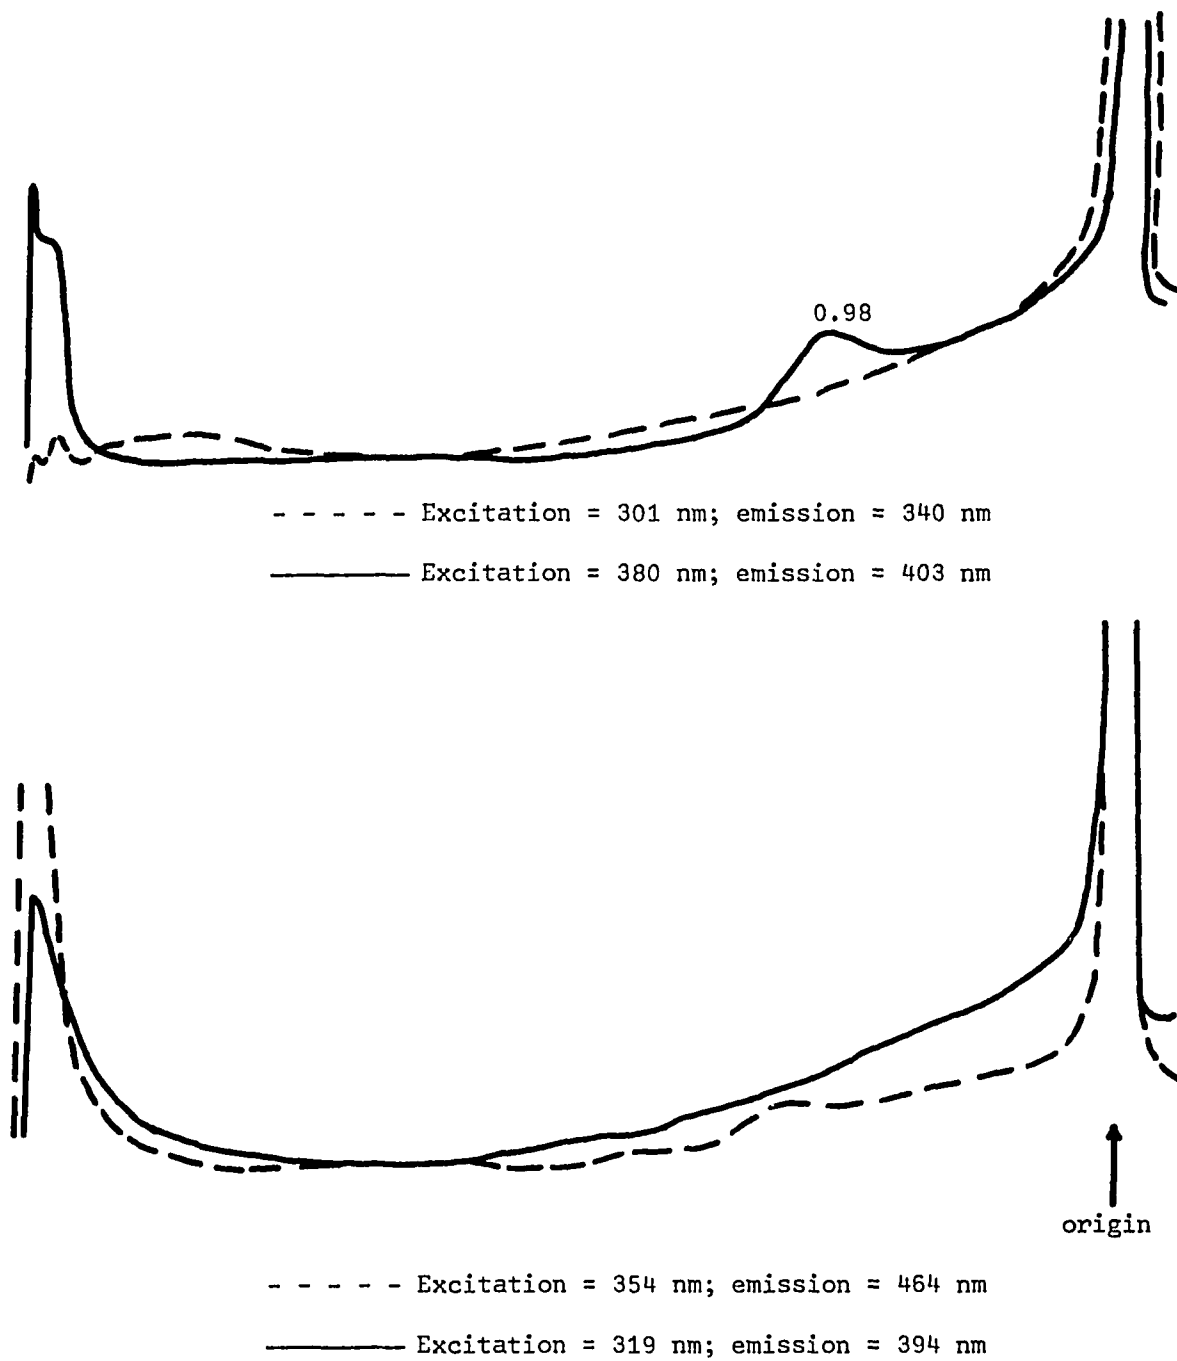 0.98
- - - - - Excitation = 301 nm; emission = 340 nm
Excitation = 380 nm; emission = 403 nm
origin
- - - - - Excitation = 354 nm; emission = 464 nm
Excitation = 319 nm; emission = 394 nm